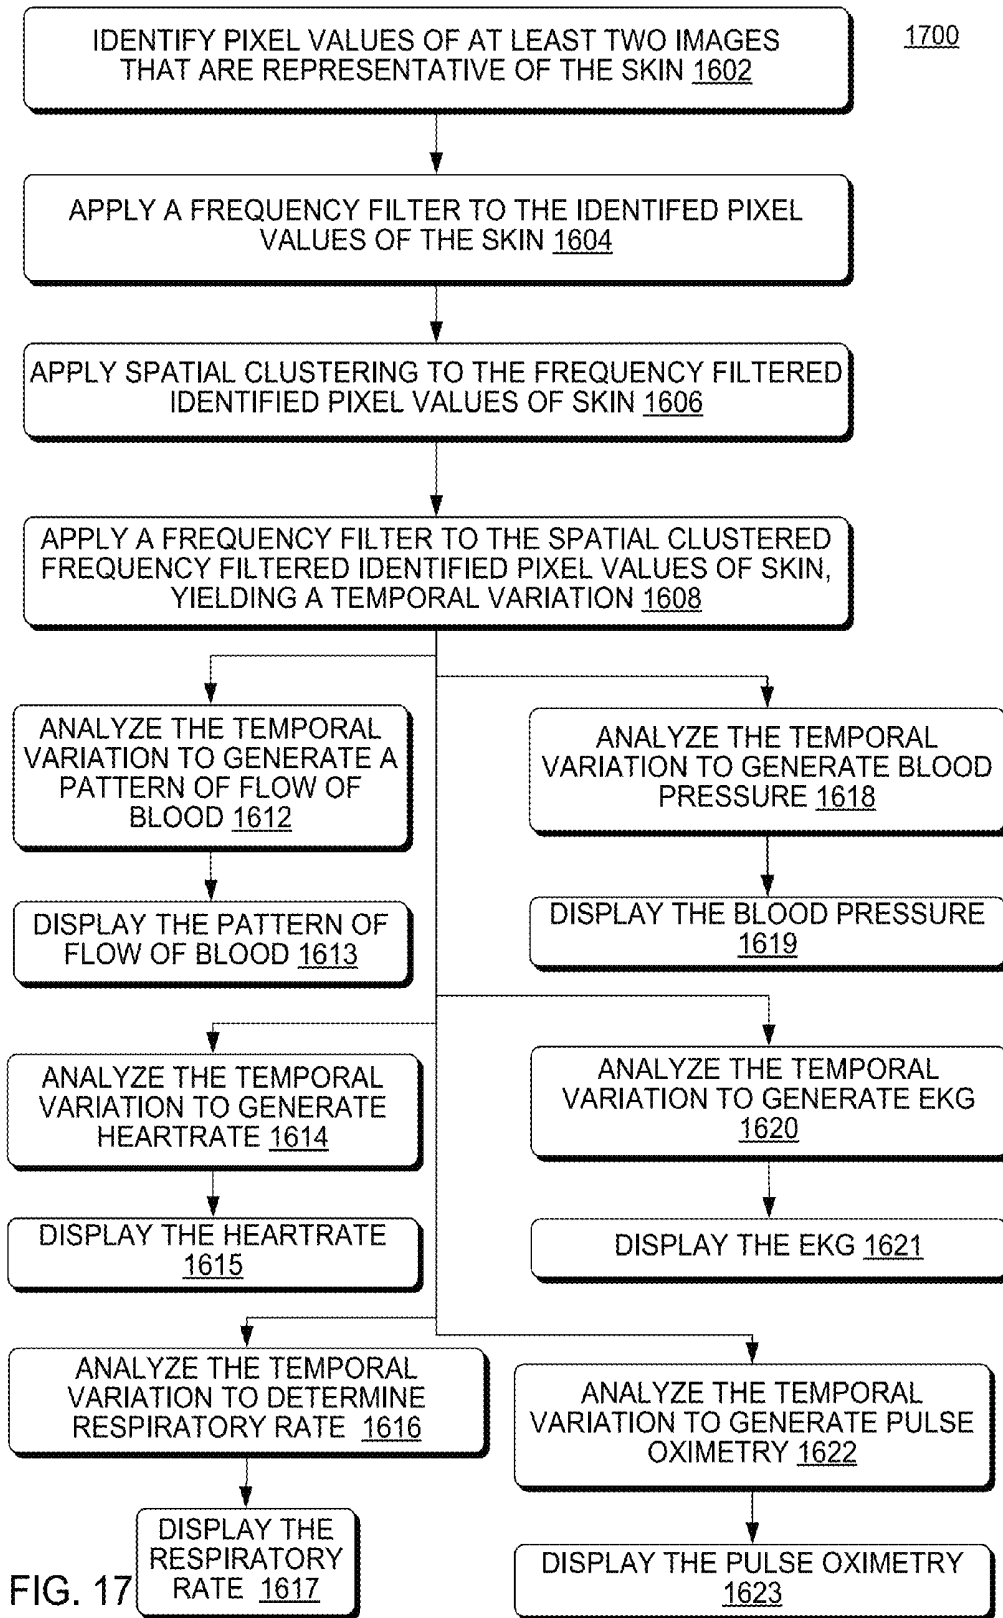 IDENTIFY PIXEL VALUES OF AT LEAST TWO IMAGES
THAT ARE REPRESENTATIVE OF THE SKIN 1602
1700
APPLY A FREQUENCY FILTER TO THE IDENTIFED PIXEL
VALUES OF THE SKIN 1604
APPLY SPATIAL CLUSTERING TO THE FREQUENCY FILTERED
IDENTIFIED PIXEL VALUES OF SKIN 1606
APPLY A FREQUENCY FILTER TO THE SPATIAL CLUSTERED
FREQUENCY FILTERED IDENTIFIED PIXEL VALUES OF SKIN,
YIELDING A TEMPORAL VARIATION 1608
ANALYZE THE TEMPORAL
VARIATION TO GENERATE A
PATTERN OF FLOW OF
BLOOD 1612
ANALYZE THE TEMPORAL
VARIATION TO GENERATE BLOOD
PRESSURE 1618
DISPLAY THE PATTERN OF
FLOW OF BLOOD 1613
DISPLAY THE BLOOD PRESSURE
1619
ANALYZE THE TEMPORAL
VARIATION TO GENERATE
HEARTRATE 1614
ANALYZE THE TEMPORAL
VARIATION TO GENERATE EKG
1620
DISPLAY THE HEARTRATE
1615
DISPLAY THE EKG 1621
ANALYZE THE TEMPORAL
VARIATION TO DETERMINE
RESPIRATORY RATE 1616
ANALYZE THE TEMPORAL
VARIATION TO GENERATE PULSE
OXIMETRY 1622
DISPLAY THE
RESPIRATORY
RATE 1617
DISPLAY THE PULSE OXIMETRY
1623
FIG. 17